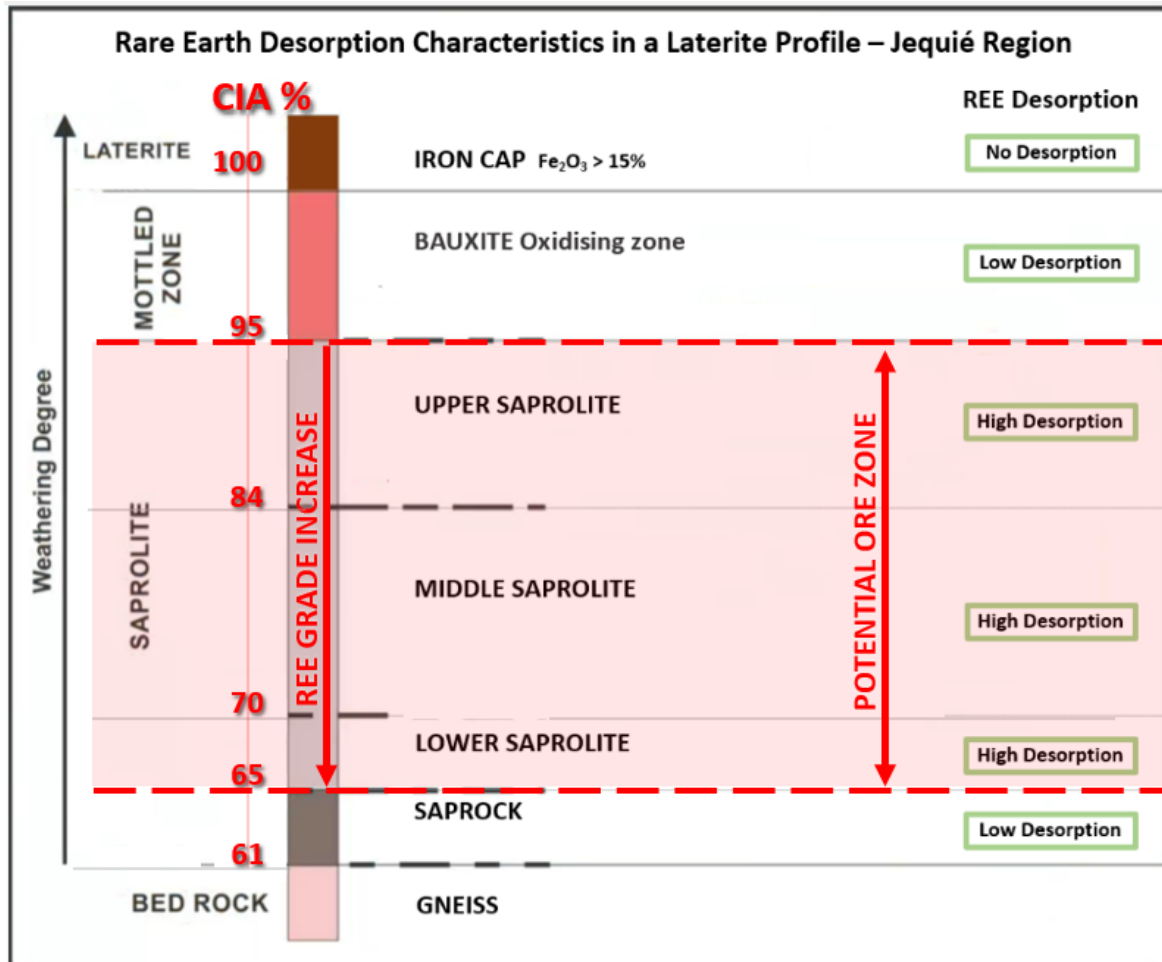 Rare Earth Desorption Characteristics in a Laterite Profile – Jequié Region
CIA %
REE Desorption
LATERITE
100
IRON CAP Fe₂O₃ > 15%
No Desorption
MOTTLED
ZONE
BAUXITE Oxidising zone
Low Desorption
95
Weathering Degree
SAPROLITE
REE GRADE INCREASE
UPPER SAPROLITE
POTENTIAL ORE ZONE
High Desorption
84
MIDDLE SAPROLITE
High Desorption
70
LOWER SAPROLITE
High Desorption
65
SAPROCK
Low Desorption
61
BED ROCK
GNEISS